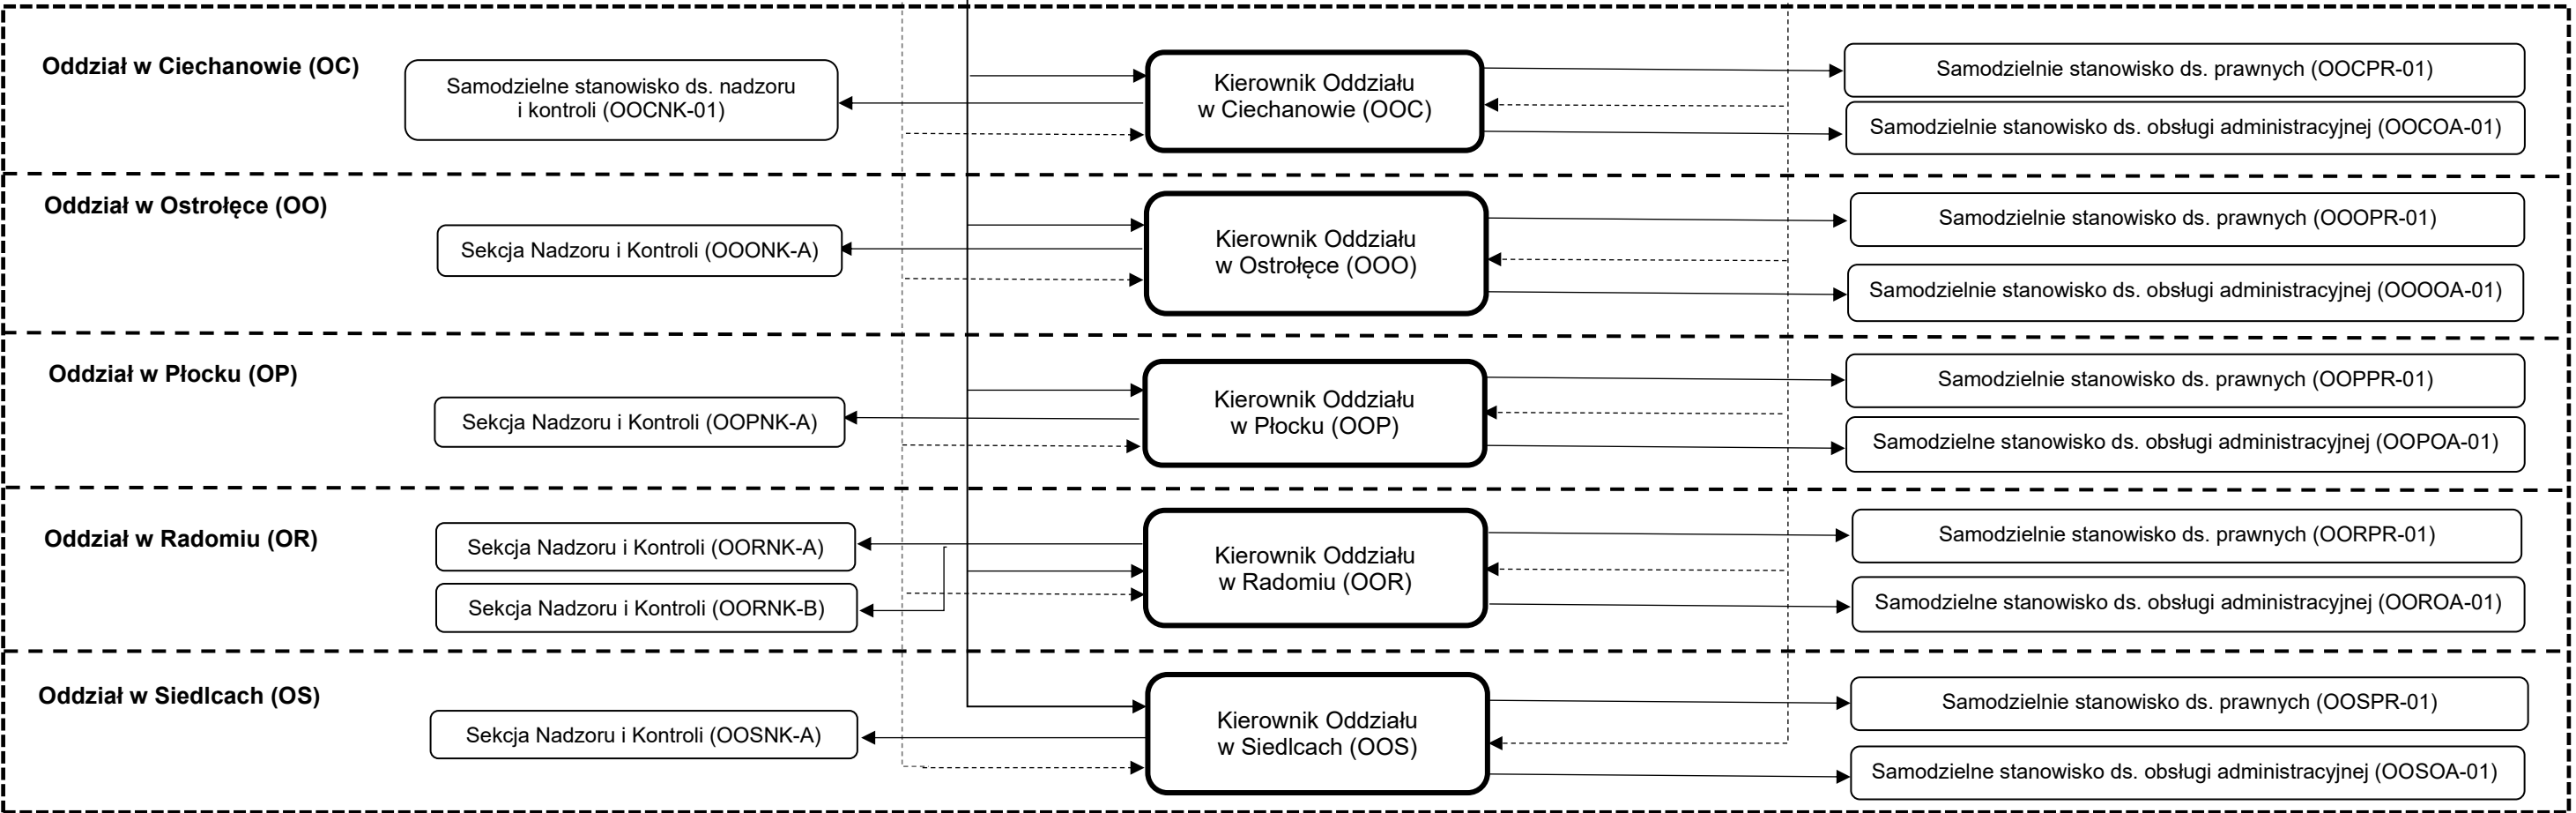 Oddział w Ciechanowie (OC)
Samodzielne stanowisko ds. nadzoru
i kontroli (OOCNK-01)
Kierownik Oddziału
w Ciechanowie (OOC)
Samodzielnie stanowisko ds. prawnych (OOCPR-01)
Samodzielnie stanowisko ds. obsługi administracyjnej (OOCOA-01)
Oddział w Ostrołęce (OO)
Sekcja Nadzoru i Kontroli (OOONK-A)
Kierownik Oddziału
w Ostrołęce (OOO)
Samodzielnie stanowisko ds. prawnych (OOOPR-01)
Samodzielnie stanowisko ds. obsługi administracyjnej (OOOOA-01)
Oddział w Płocku (OP)
Sekcja Nadzoru i Kontroli (OOPNK-A)
Kierownik Oddziału
w Płocku (OOP)
Samodzielnie stanowisko ds. prawnych (OOPPR-01)
Samodzielne stanowisko ds. obsługi administracyjnej (OOPOA-01)
Oddział w Radomiu (OR)
Sekcja Nadzoru i Kontroli (OORNK-A)
Sekcja Nadzoru i Kontroli (OORNK-B)
Kierownik Oddziału
w Radomiu (OOR)
Samodzielnie stanowisko ds. prawnych (OORPR-01)
Samodzielne stanowisko ds. obsługi administracyjnej (OOROA-01)
Oddział w Siedlcach (OS)
Sekcja Nadzoru i Kontroli (OOSNK-A)
Kierownik Oddziału
w Siedlcach (OOS)
Samodzielnie stanowisko ds. prawnych (OOSPR-01)
Samodzielne stanowisko ds. obsługi administracyjnej (OOSOA-01)